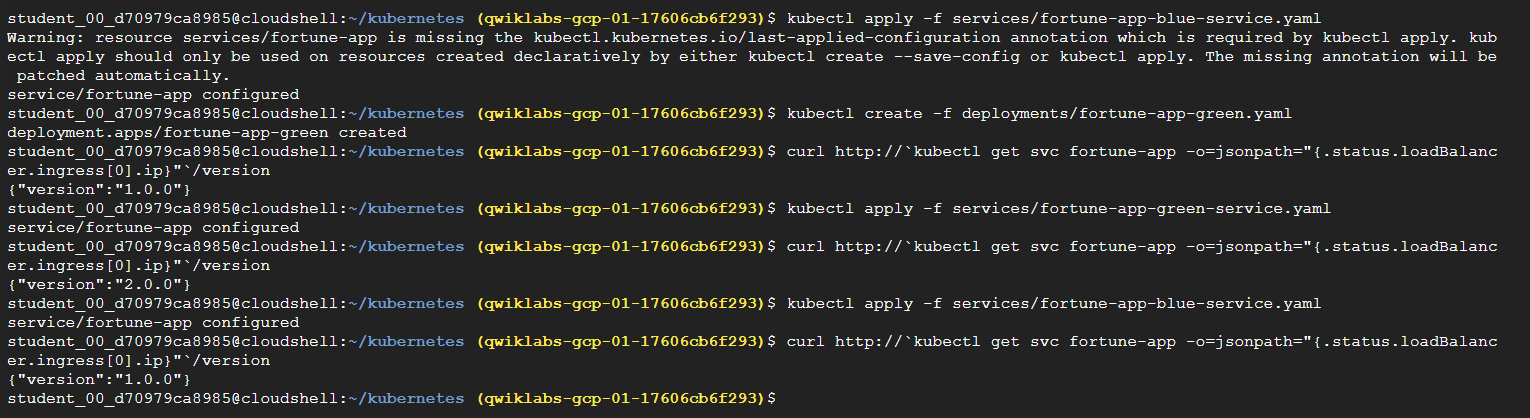 student_00_d70979ca8985@cloudshell:~/kubernetes (qwiklabs-gcp-01-17606cb6f293)$ kubectl apply -f services/fortune-app-blue-service.yaml
Warning: resource services/fortune-app is missing the kubectl.kubernetes.io/last-applied-configuration annotation which is required by kubectl apply. kub
ectl apply should only be used on resources created declaratively by either kubectl create --save-config or kubectl apply. The missing annotation will be
 patched automatically.
service/fortune-app configured
student_00_d70979ca8985@cloudshell:~/kubernetes (qwiklabs-gcp-01-17606cb6f293)$ kubectl create -f deployments/fortune-app-green.yaml
deployment.apps/fortune-app-green created
student_00_d70979ca8985@cloudshell:~/kubernetes (qwiklabs-gcp-01-17606cb6f293)$ curl http://`kubectl get svc fortune-app -o=jsonpath="{.status.loadBalanc
er.ingress[0].ip}"`/version
{"version":"1.0.0"}
student_00_d70979ca8985@cloudshell:~/kubernetes (qwiklabs-gcp-01-17606cb6f293)$ kubectl apply -f services/fortune-app-green-service.yaml
service/fortune-app configured
student_00_d70979ca8985@cloudshell:~/kubernetes (qwiklabs-gcp-01-17606cb6f293)$ curl http://`kubectl get svc fortune-app -o=jsonpath="{.status.loadBalanc
er.ingress[0].ip}"`/version
{"version":"2.0.0"}
student_00_d70979ca8985@cloudshell:~/kubernetes (qwiklabs-gcp-01-17606cb6f293)$ kubectl apply -f services/fortune-app-blue-service.yaml
service/fortune-app configured
student_00_d70979ca8985@cloudshell:~/kubernetes (qwiklabs-gcp-01-17606cb6f293)$ curl http://`kubectl get svc fortune-app -o=jsonpath="{.status.loadBalanc
er.ingress[0].ip}"`/version
{"version":"1.0.0"}
student_00_d70979ca8985@cloudshell:~/kubernetes (qwiklabs-gcp-01-17606cb6f293)$